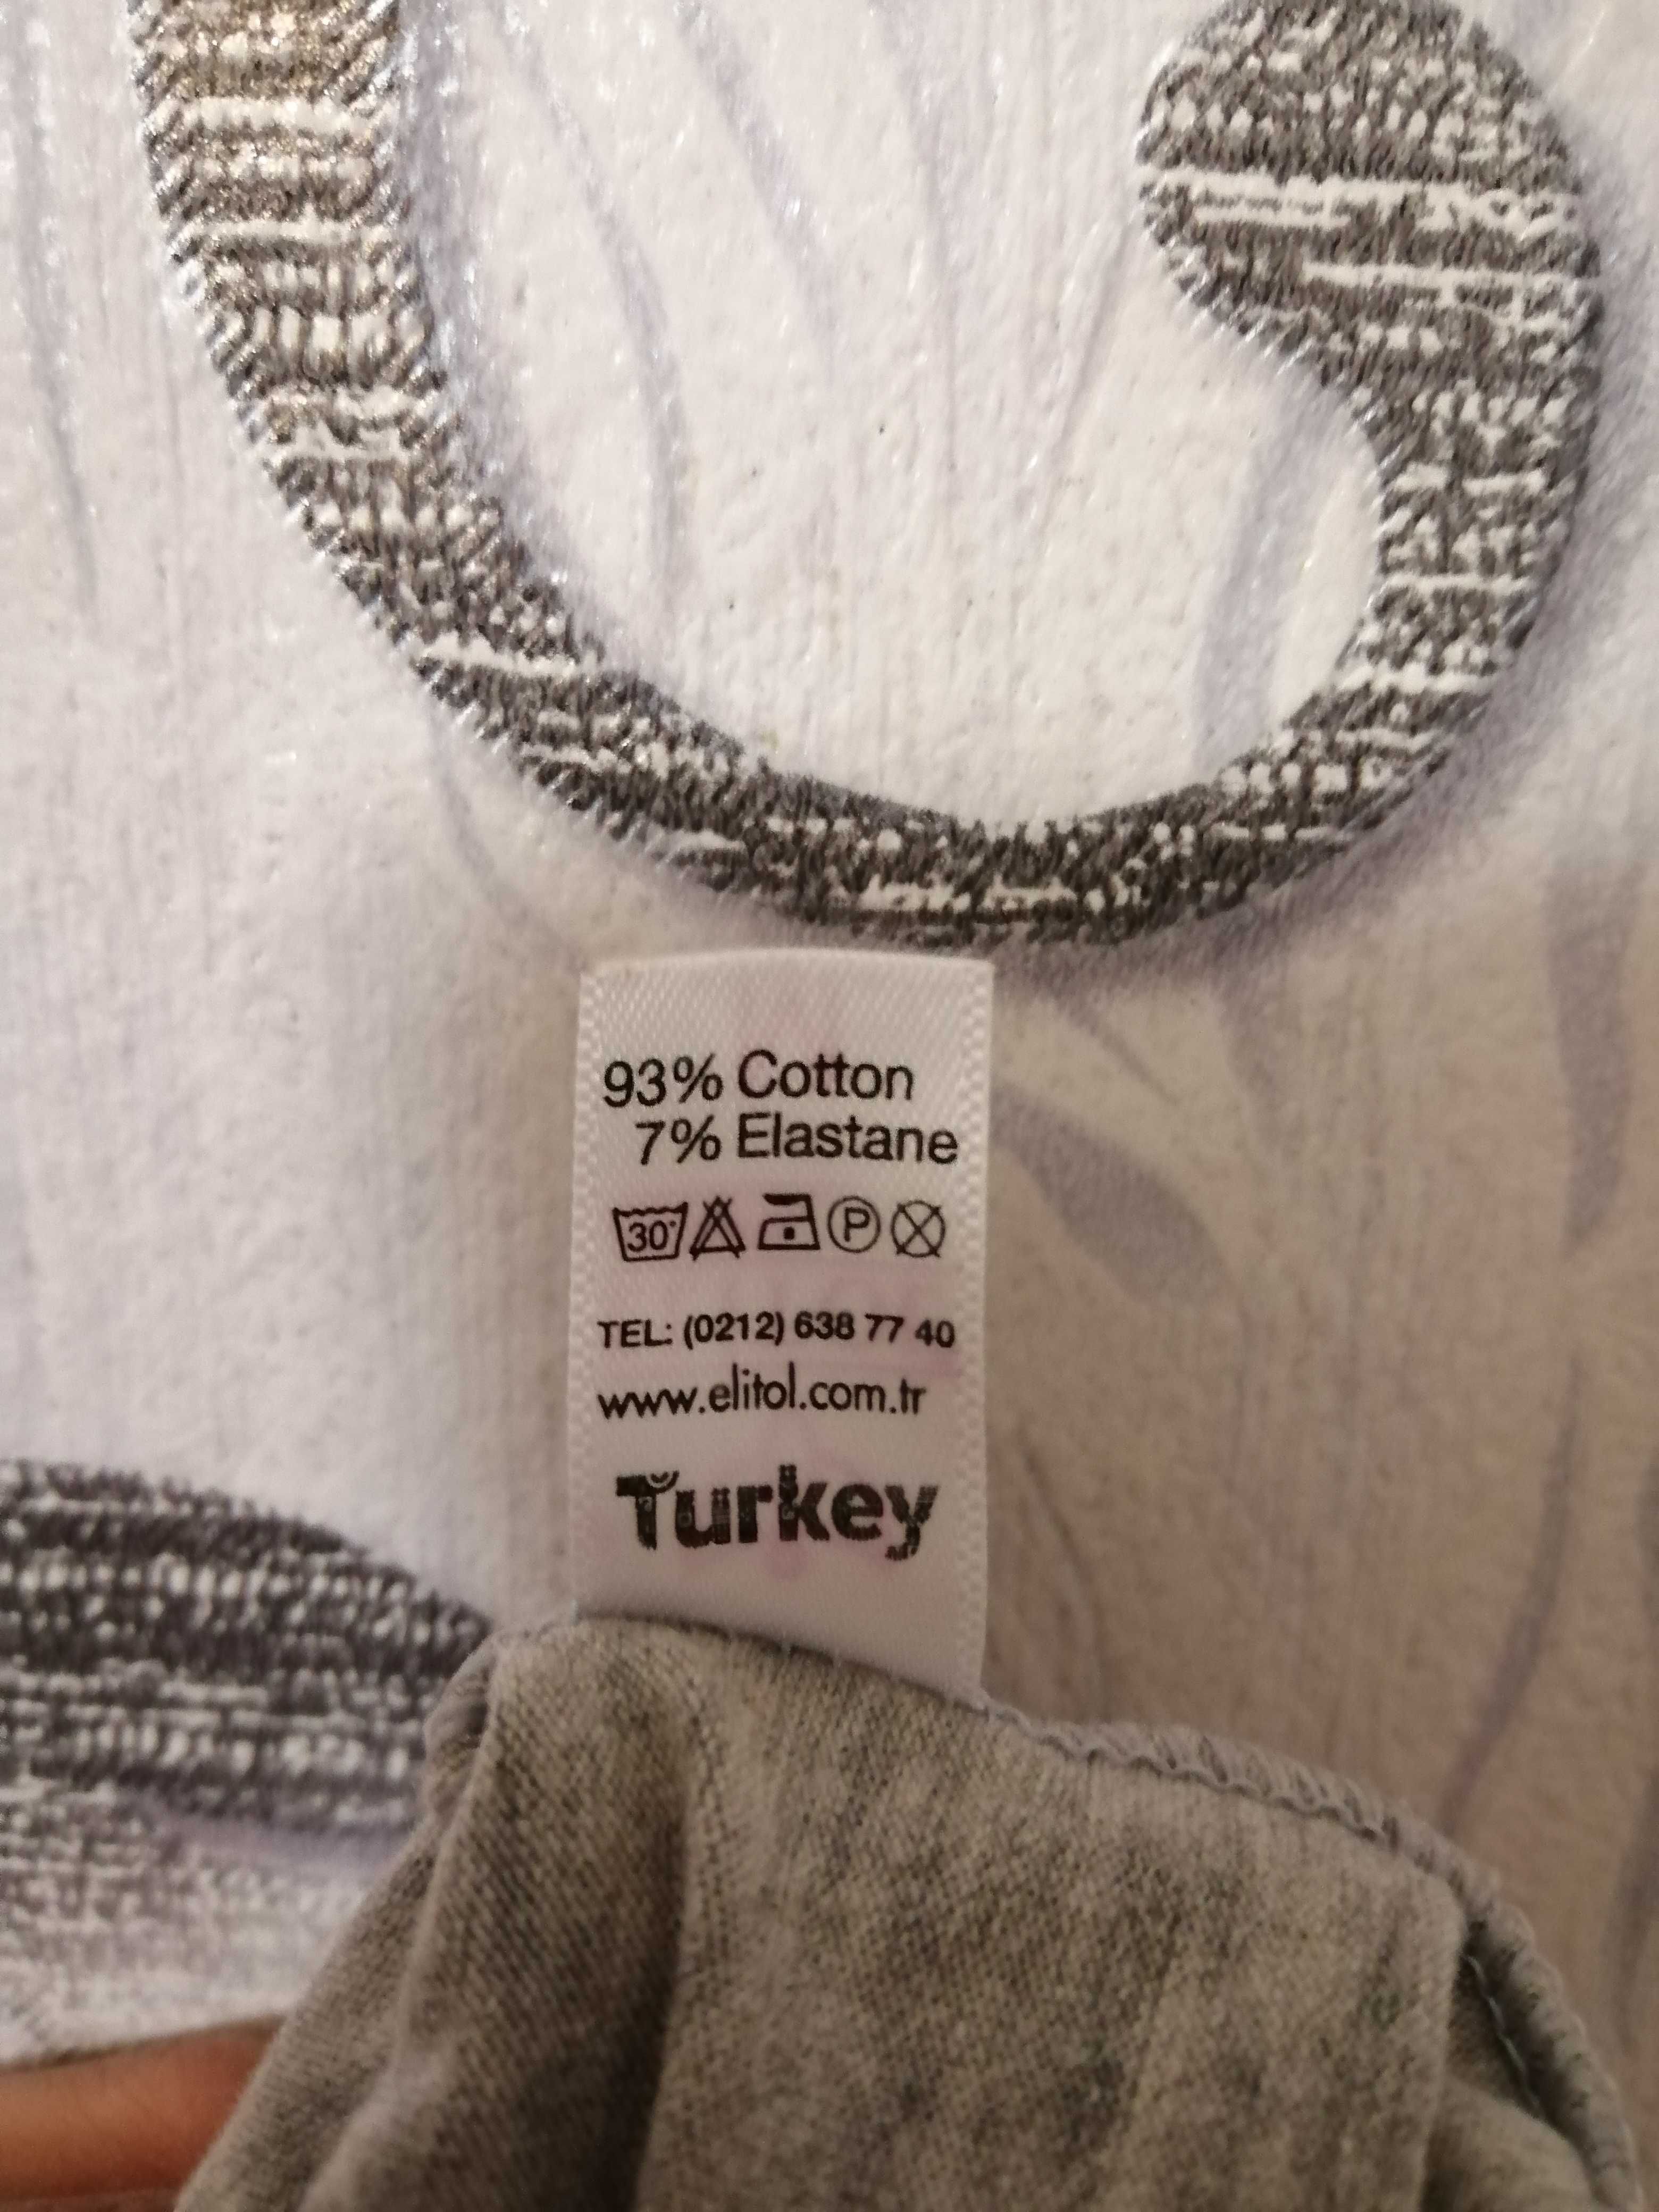 93% Cotton
7% Elastane
30° P
TEL: (0212) 638 77 40
www.elitol.com.tr
Turkey